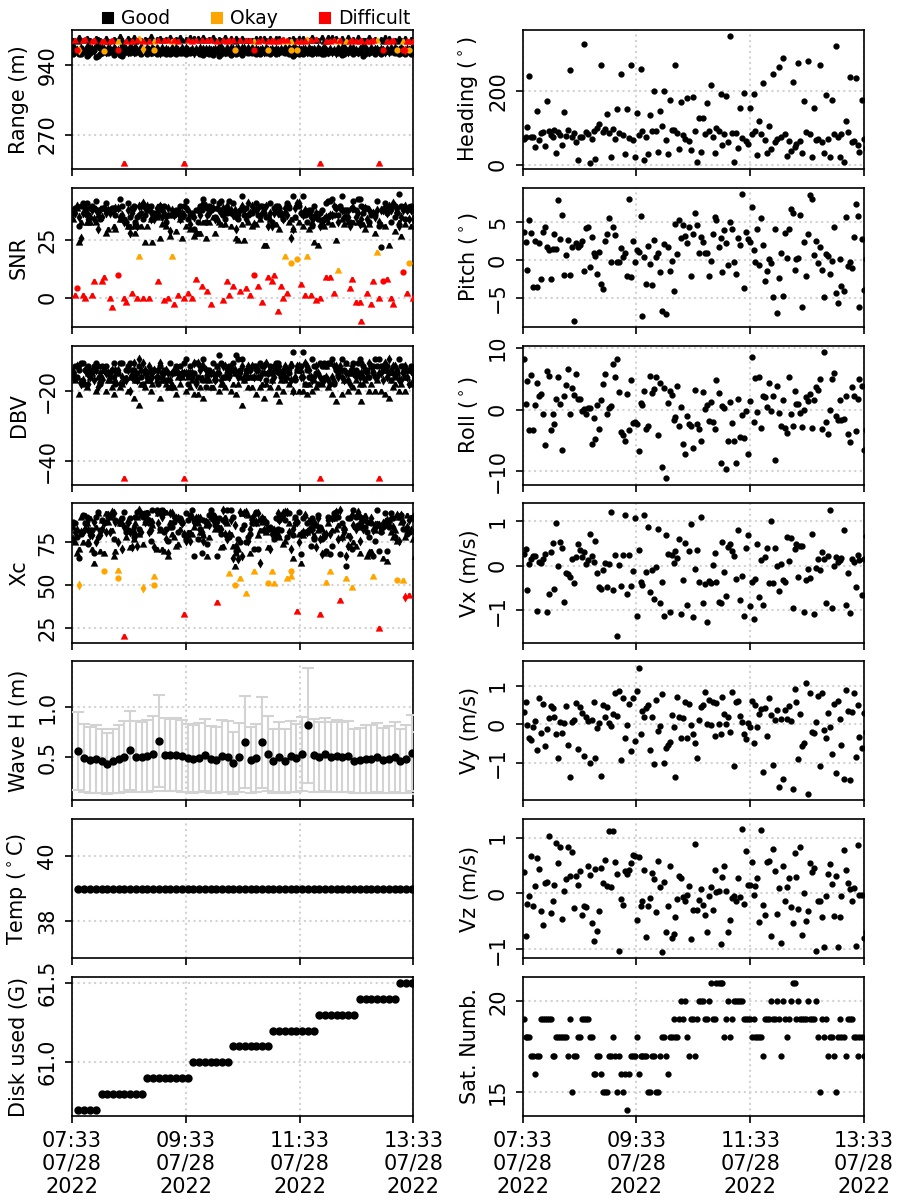 Good Okay Difficult
Range (m)
940
270
Heading (°)
200
0
SNR
25
0
Pitch (°)
5
0
−5
DBV
−20
−40
Roll (°)
10
0
−10
Xc
75
50
25
Vx (m/s)
1
0
−1
Wave H (m)
1.0
0.5
Vy (m/s)
1
0
−1
Temp (°C)
40
38
Vz (m/s)
1
0
−1
Disk used (G)
61.5
61.0
Sat. Numb.
20
15
07:33 09:33 11:33 13:33 07:33 09:33 11:33 13:33
07/28 07/28 07/28 07/28 07/28 07/28 07/28 07/28
2022 2022 2022 2022 2022 2022 2022 2022